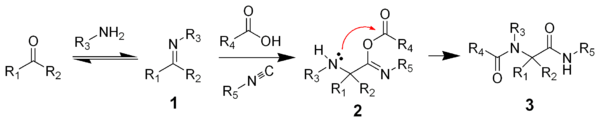 O
R1 R2
R3 NH2
N R3
R1 R2
1
O
R4 OH
R5 N C
O
H O R4
R3 N N R5
R1 R2
2
R3 O
R4 N N R5
O R1 R2 H
3